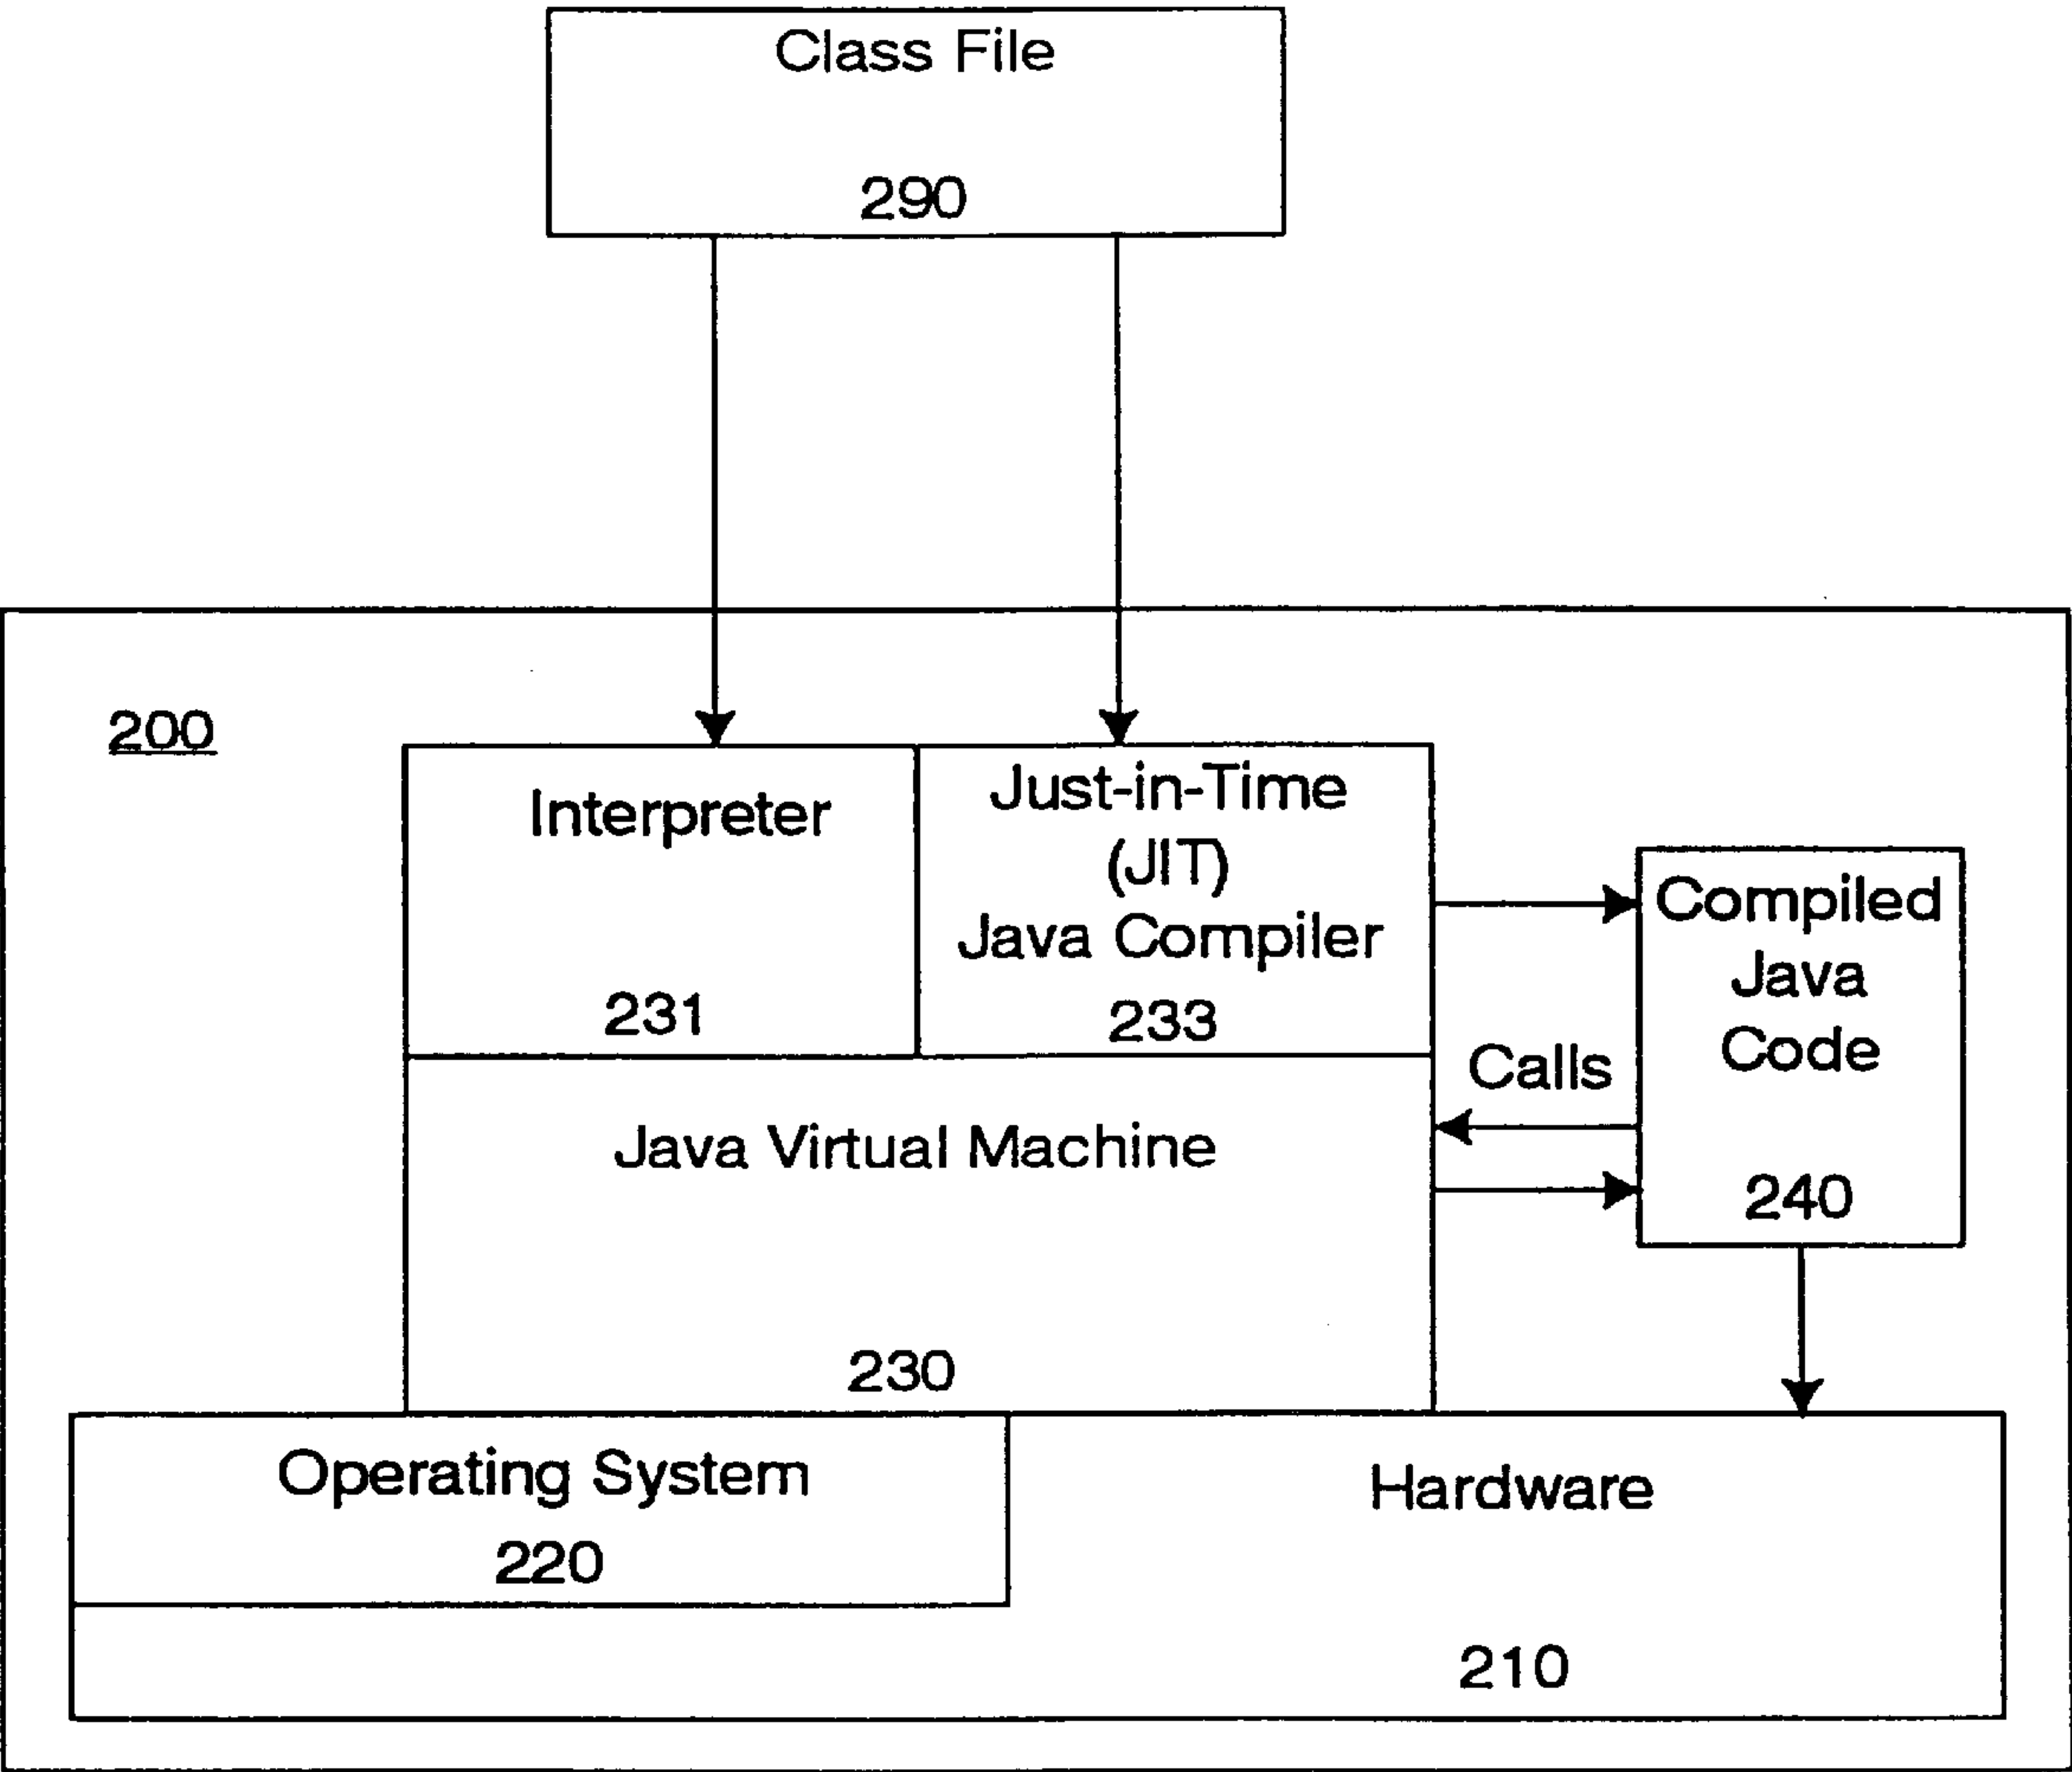 Class File
290
200
Interpreter
231
Just-in-Time
(JIT)
Java Compiler
233
Compiled
Java
Code
240
Calls
Java Virtual Machine
230
Operating System
220
Hardware
210